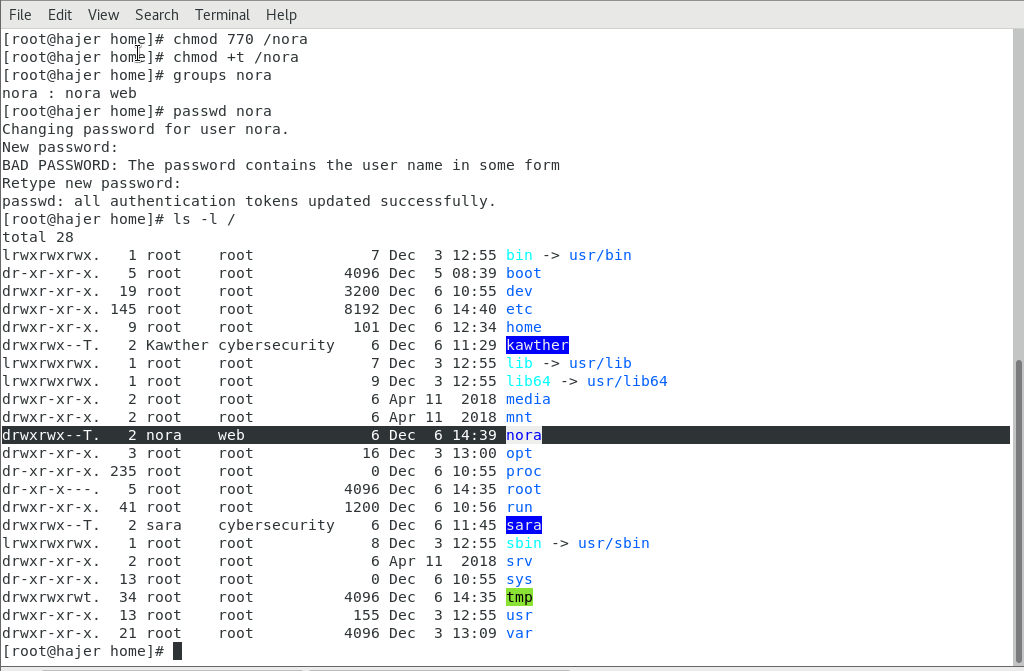 File Edit View Search Terminal Help
[root@hajer home]# chmod 770 /nora
[root@hajer home]# chmod +t /nora
[root@hajer home]# groups nora
nora : nora web
[root@hajer home]# passwd nora
Changing password for user nora.
New password:
BAD PASSWORD: The password contains the user name in some form
Retype new password:
passwd: all authentication tokens updated successfully.
[root@hajer home]# ls -l /
total 28
lrwxrwxrwx.   1 root    root             7 Dec  3 12:55 bin -> usr/bin
dr-xr-xr-x.   5 root    root          4096 Dec  5 08:39 boot
drwxr-xr-x.  19 root    root          3200 Dec  6 10:55 dev
drwxr-xr-x. 145 root    root          8192 Dec  6 14:40 etc
drwxr-xr-x.   9 root    root           101 Dec  6 12:34 home
drwxrwx--T.   2 Kawther cybersecurity    6 Dec  6 11:29 kawther
lrwxrwxrwx.   1 root    root             7 Dec  3 12:55 lib -> usr/lib
lrwxrwxrwx.   1 root    root             9 Dec  3 12:55 lib64 -> usr/lib64
drwxr-xr-x.   2 root    root             6 Apr 11  2018 media
drwxr-xr-x.   2 root    root             6 Apr 11  2018 mnt
drwxrwx--T.   2 nora    web              6 Dec  6 14:39 nora
drwxr-xr-x.   3 root    root            16 Dec  3 13:00 opt
dr-xr-xr-x. 235 root    root             0 Dec  6 10:55 proc
dr-xr-x---.   5 root    root          4096 Dec  6 14:35 root
drwxr-xr-x.  41 root    root          1200 Dec  6 10:56 run
drwxrwx--T.   2 sara    cybersecurity    6 Dec  6 11:45 sara
lrwxrwxrwx.   1 root    root             8 Dec  3 12:55 sbin -> usr/sbin
drwxr-xr-x.   2 root    root             6 Apr 11  2018 srv
dr-xr-xr-x.  13 root    root             0 Dec  6 10:55 sys
drwxrwxrwt.  34 root    root          4096 Dec  6 14:35 tmp
drwxr-xr-x.  13 root    root           155 Dec  3 12:55 usr
drwxr-xr-x.  21 root    root          4096 Dec  3 13:09 var
[root@hajer home]#